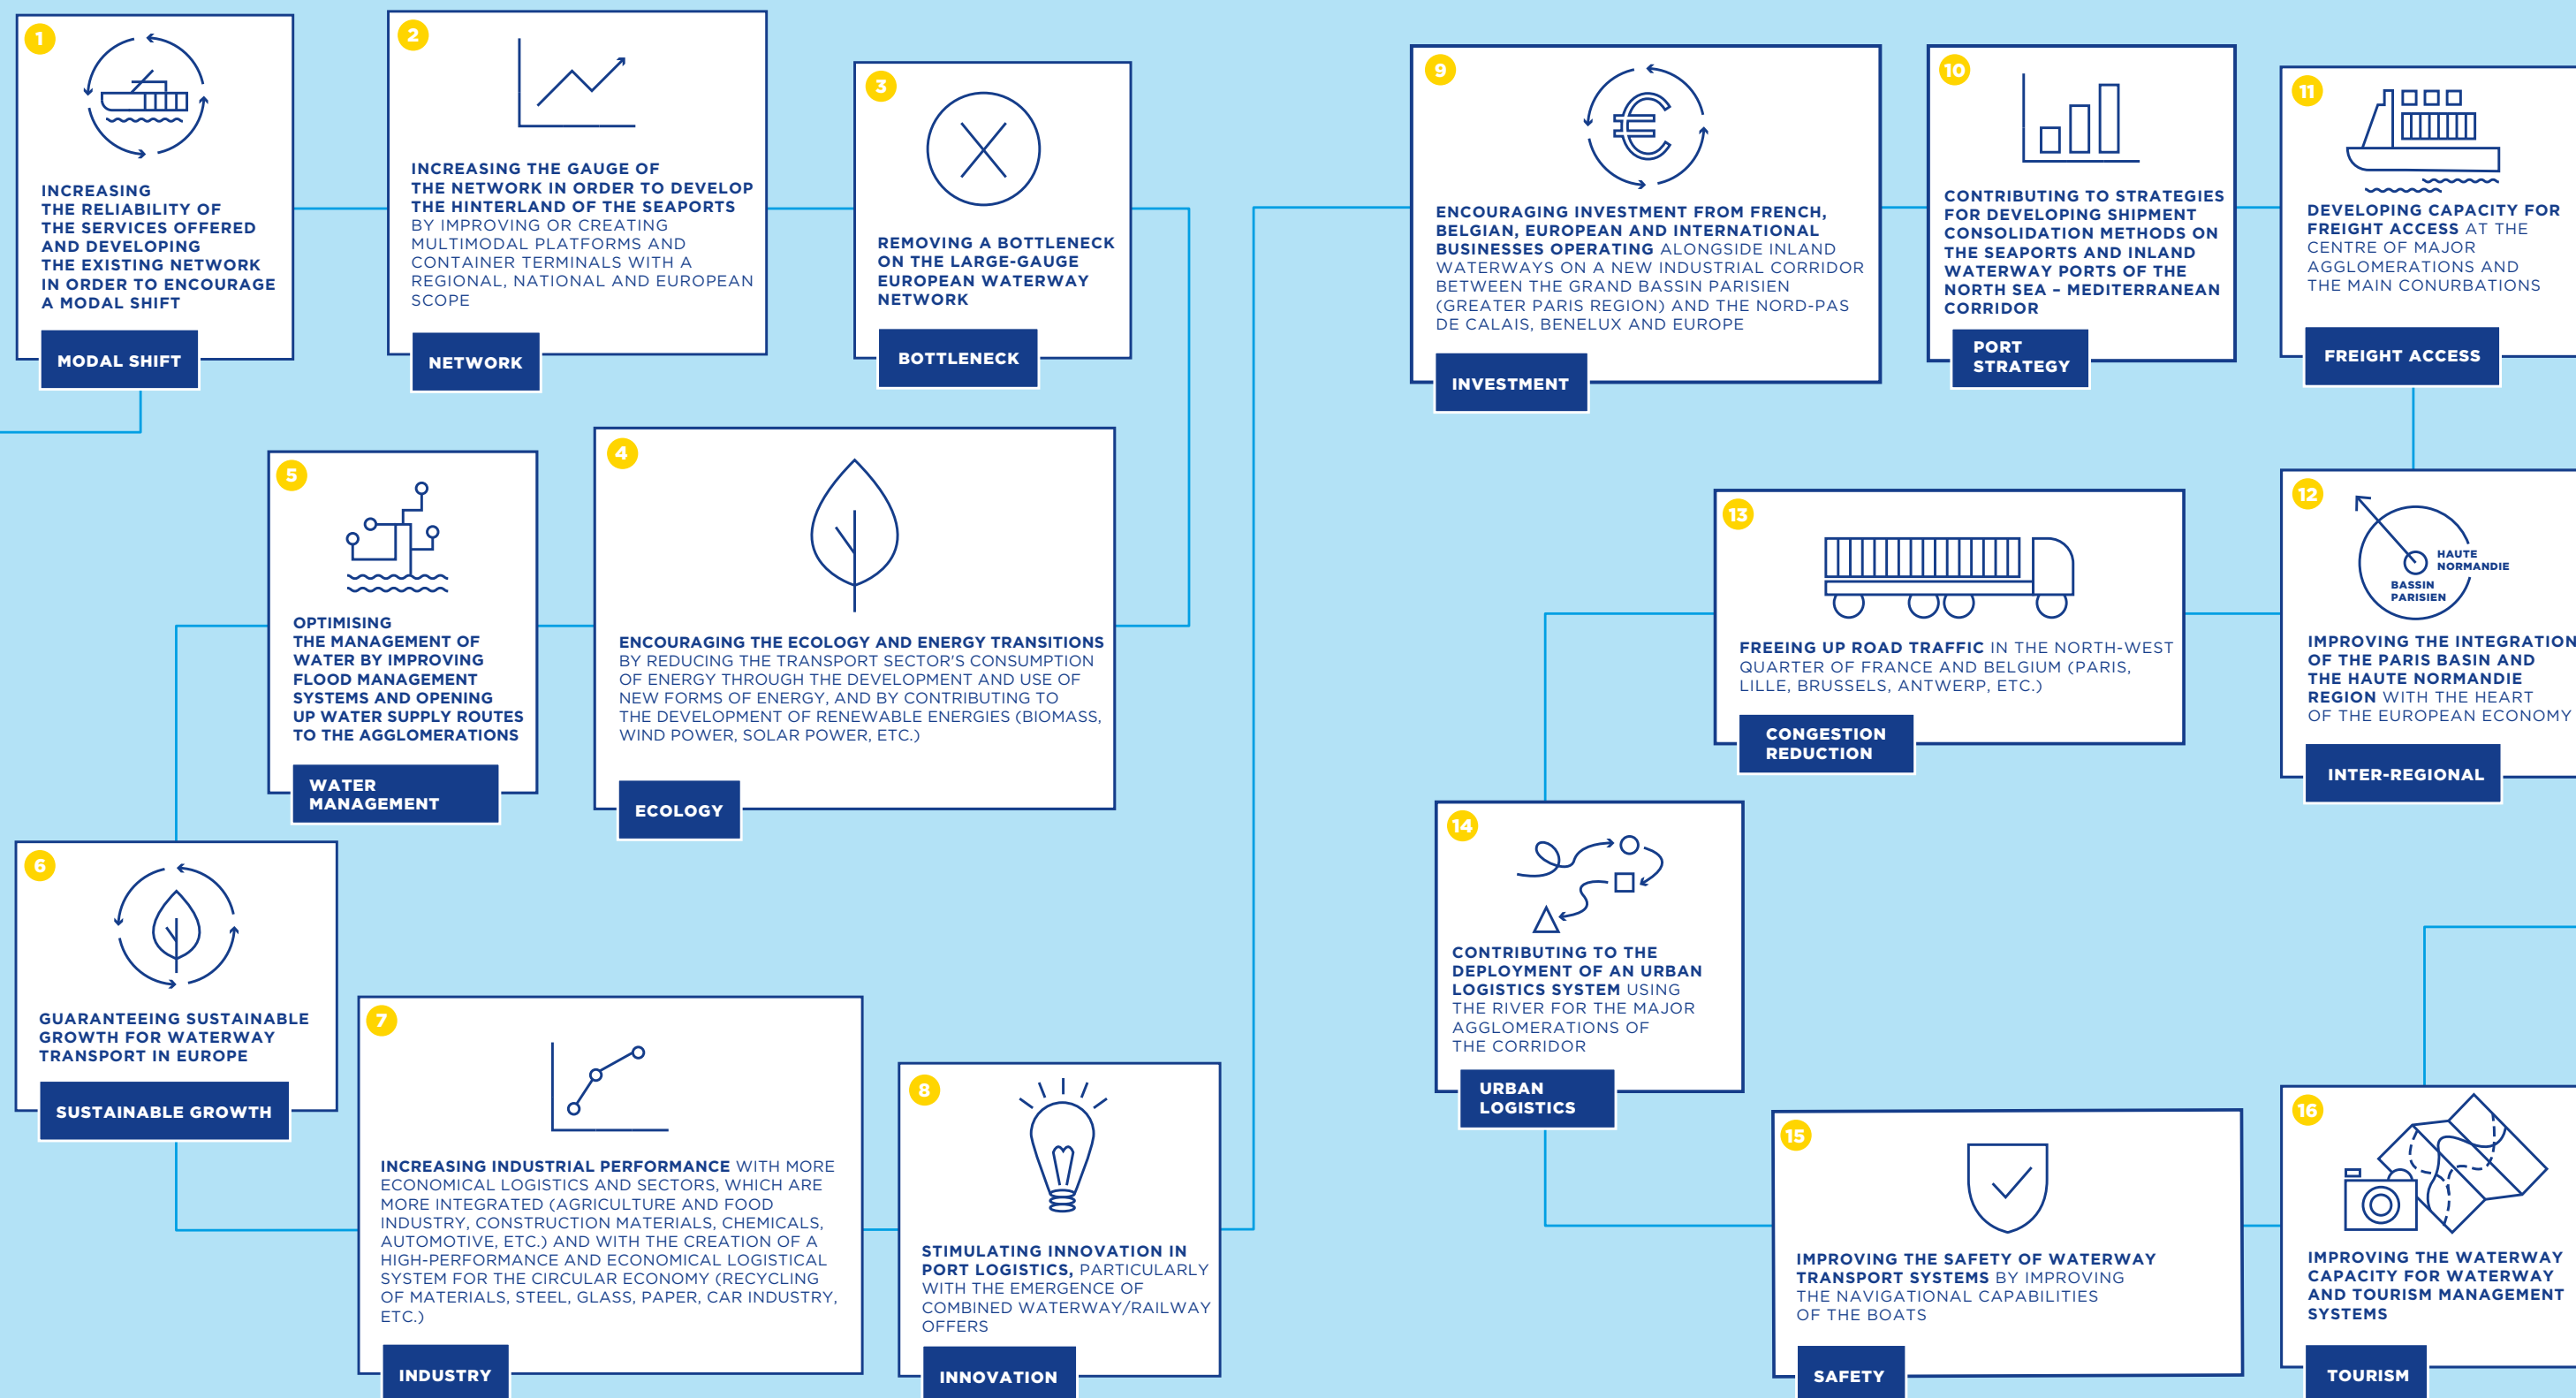 1
INCREASING
THE RELIABILITY OF
THE SERVICES OFFERED
AND DEVELOPING
THE EXISTING NETWORK
IN ORDER TO ENCOURAGE
A MODAL SHIFT
MODAL SHIFT
2
INCREASING THE GAUGE OF
THE NETWORK IN ORDER TO DEVELOP
THE HINTERLAND OF THE SEAPORTS
BY IMPROVING OR CREATING
MULTIMODAL PLATFORMS AND
CONTAINER TERMINALS WITH A
REGIONAL, NATIONAL AND EUROPEAN
SCOPE
NETWORK
3
REMOVING A BOTTLENECK
ON THE LARGE-GAUGE
EUROPEAN WATERWAY
NETWORK
BOTTLENECK
4
ENCOURAGING THE ECOLOGY AND ENERGY TRANSITIONS
BY REDUCING THE TRANSPORT SECTOR'S CONSUMPTION
OF ENERGY THROUGH THE DEVELOPMENT AND USE OF
NEW FORMS OF ENERGY, AND BY CONTRIBUTING TO
THE DEVELOPMENT OF RENEWABLE ENERGIES (BIOMASS,
WIND POWER, SOLAR POWER, ETC.)
ECOLOGY
5
OPTIMISING
THE MANAGEMENT OF
WATER BY IMPROVING
FLOOD MANAGEMENT
SYSTEMS AND OPENING
UP WATER SUPPLY ROUTES
TO THE AGGLOMERATIONS
WATER
MANAGEMENT
6
GUARANTEEING SUSTAINABLE
GROWTH FOR WATERWAY
TRANSPORT IN EUROPE
SUSTAINABLE GROWTH
7
INCREASING INDUSTRIAL PERFORMANCE WITH MORE
ECONOMICAL LOGISTICS AND SECTORS, WHICH ARE
MORE INTEGRATED (AGRICULTURE AND FOOD
INDUSTRY, CONSTRUCTION MATERIALS, CHEMICALS,
AUTOMOTIVE, ETC.) AND WITH THE CREATION OF A
HIGH-PERFORMANCE AND ECONOMICAL LOGISTICAL
SYSTEM FOR THE CIRCULAR ECONOMY (RECYCLING
OF MATERIALS, STEEL, GLASS, PAPER, CAR INDUSTRY,
ETC.)
INDUSTRY
8
STIMULATING INNOVATION IN
PORT LOGISTICS, PARTICULARLY
WITH THE EMERGENCE OF
COMBINED WATERWAY/RAILWAY
OFFERS
INNOVATION
9
€
ENCOURAGING INVESTMENT FROM FRENCH,
BELGIAN, EUROPEAN AND INTERNATIONAL
BUSINESSES OPERATING ALONGSIDE INLAND
WATERWAYS ON A NEW INDUSTRIAL CORRIDOR
BETWEEN THE GRAND BASSIN PARISIEN
(GREATER PARIS REGION) AND THE NORD-PAS
DE CALAIS, BENELUX AND EUROPE
INVESTMENT
10
CONTRIBUTING TO STRATEGIES
FOR DEVELOPING SHIPMENT
CONSOLIDATION METHODS ON
THE SEAPORTS AND INLAND
WATERWAY PORTS OF THE
NORTH SEA – MEDITERRANEAN
CORRIDOR
PORT
STRATEGY
11
DEVELOPING CAPACITY FOR
FREIGHT ACCESS AT THE
CENTRE OF MAJOR
AGGLOMERATIONS AND
THE MAIN CONURBATIONS
FREIGHT ACCESS
12
HAUTE
NORMANDIE
BASSIN
PARISIEN
IMPROVING THE INTEGRATION
OF THE PARIS BASIN AND
THE HAUTE NORMANDIE
REGION WITH THE HEART
OF THE EUROPEAN ECONOMY
INTER-REGIONAL
13
FREEING UP ROAD TRAFFIC IN THE NORTH-WEST
QUARTER OF FRANCE AND BELGIUM (PARIS,
LILLE, BRUSSELS, ANTWERP, ETC.)
CONGESTION
REDUCTION
14
CONTRIBUTING TO THE
DEPLOYMENT OF AN URBAN
LOGISTICS SYSTEM USING
THE RIVER FOR THE MAJOR
AGGLOMERATIONS OF
THE CORRIDOR
URBAN
LOGISTICS
15
IMPROVING THE SAFETY OF WATERWAY
TRANSPORT SYSTEMS BY IMPROVING
THE NAVIGATIONAL CAPABILITIES
OF THE BOATS
SAFETY
16
IMPROVING THE WATERWAY
CAPACITY FOR WATERWAY
AND TOURISM MANAGEMENT
SYSTEMS
TOURISM